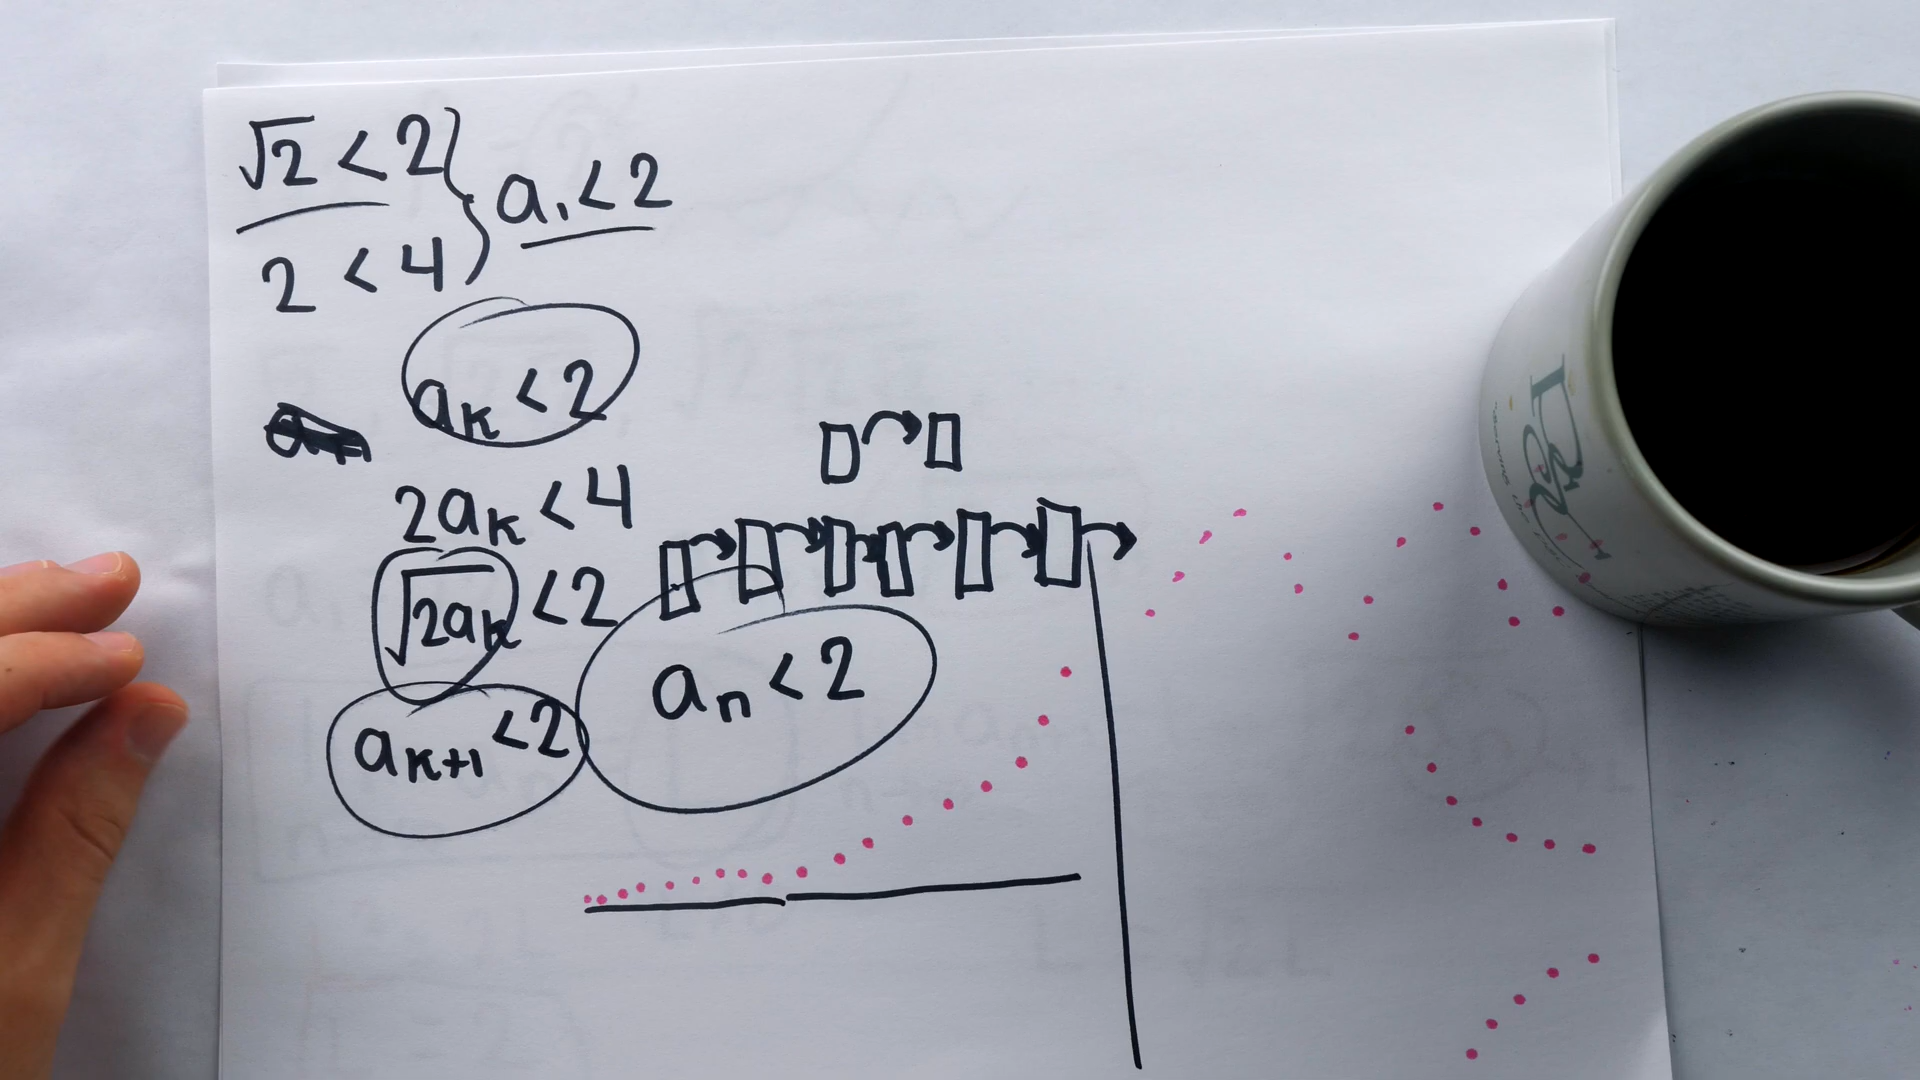 √2 < 2
a₁ < 2
2 < 4
aₖ < 2
2aₖ < 4
√2aₖ < 2
aₙ < 2
aₖ₊₁ < 2